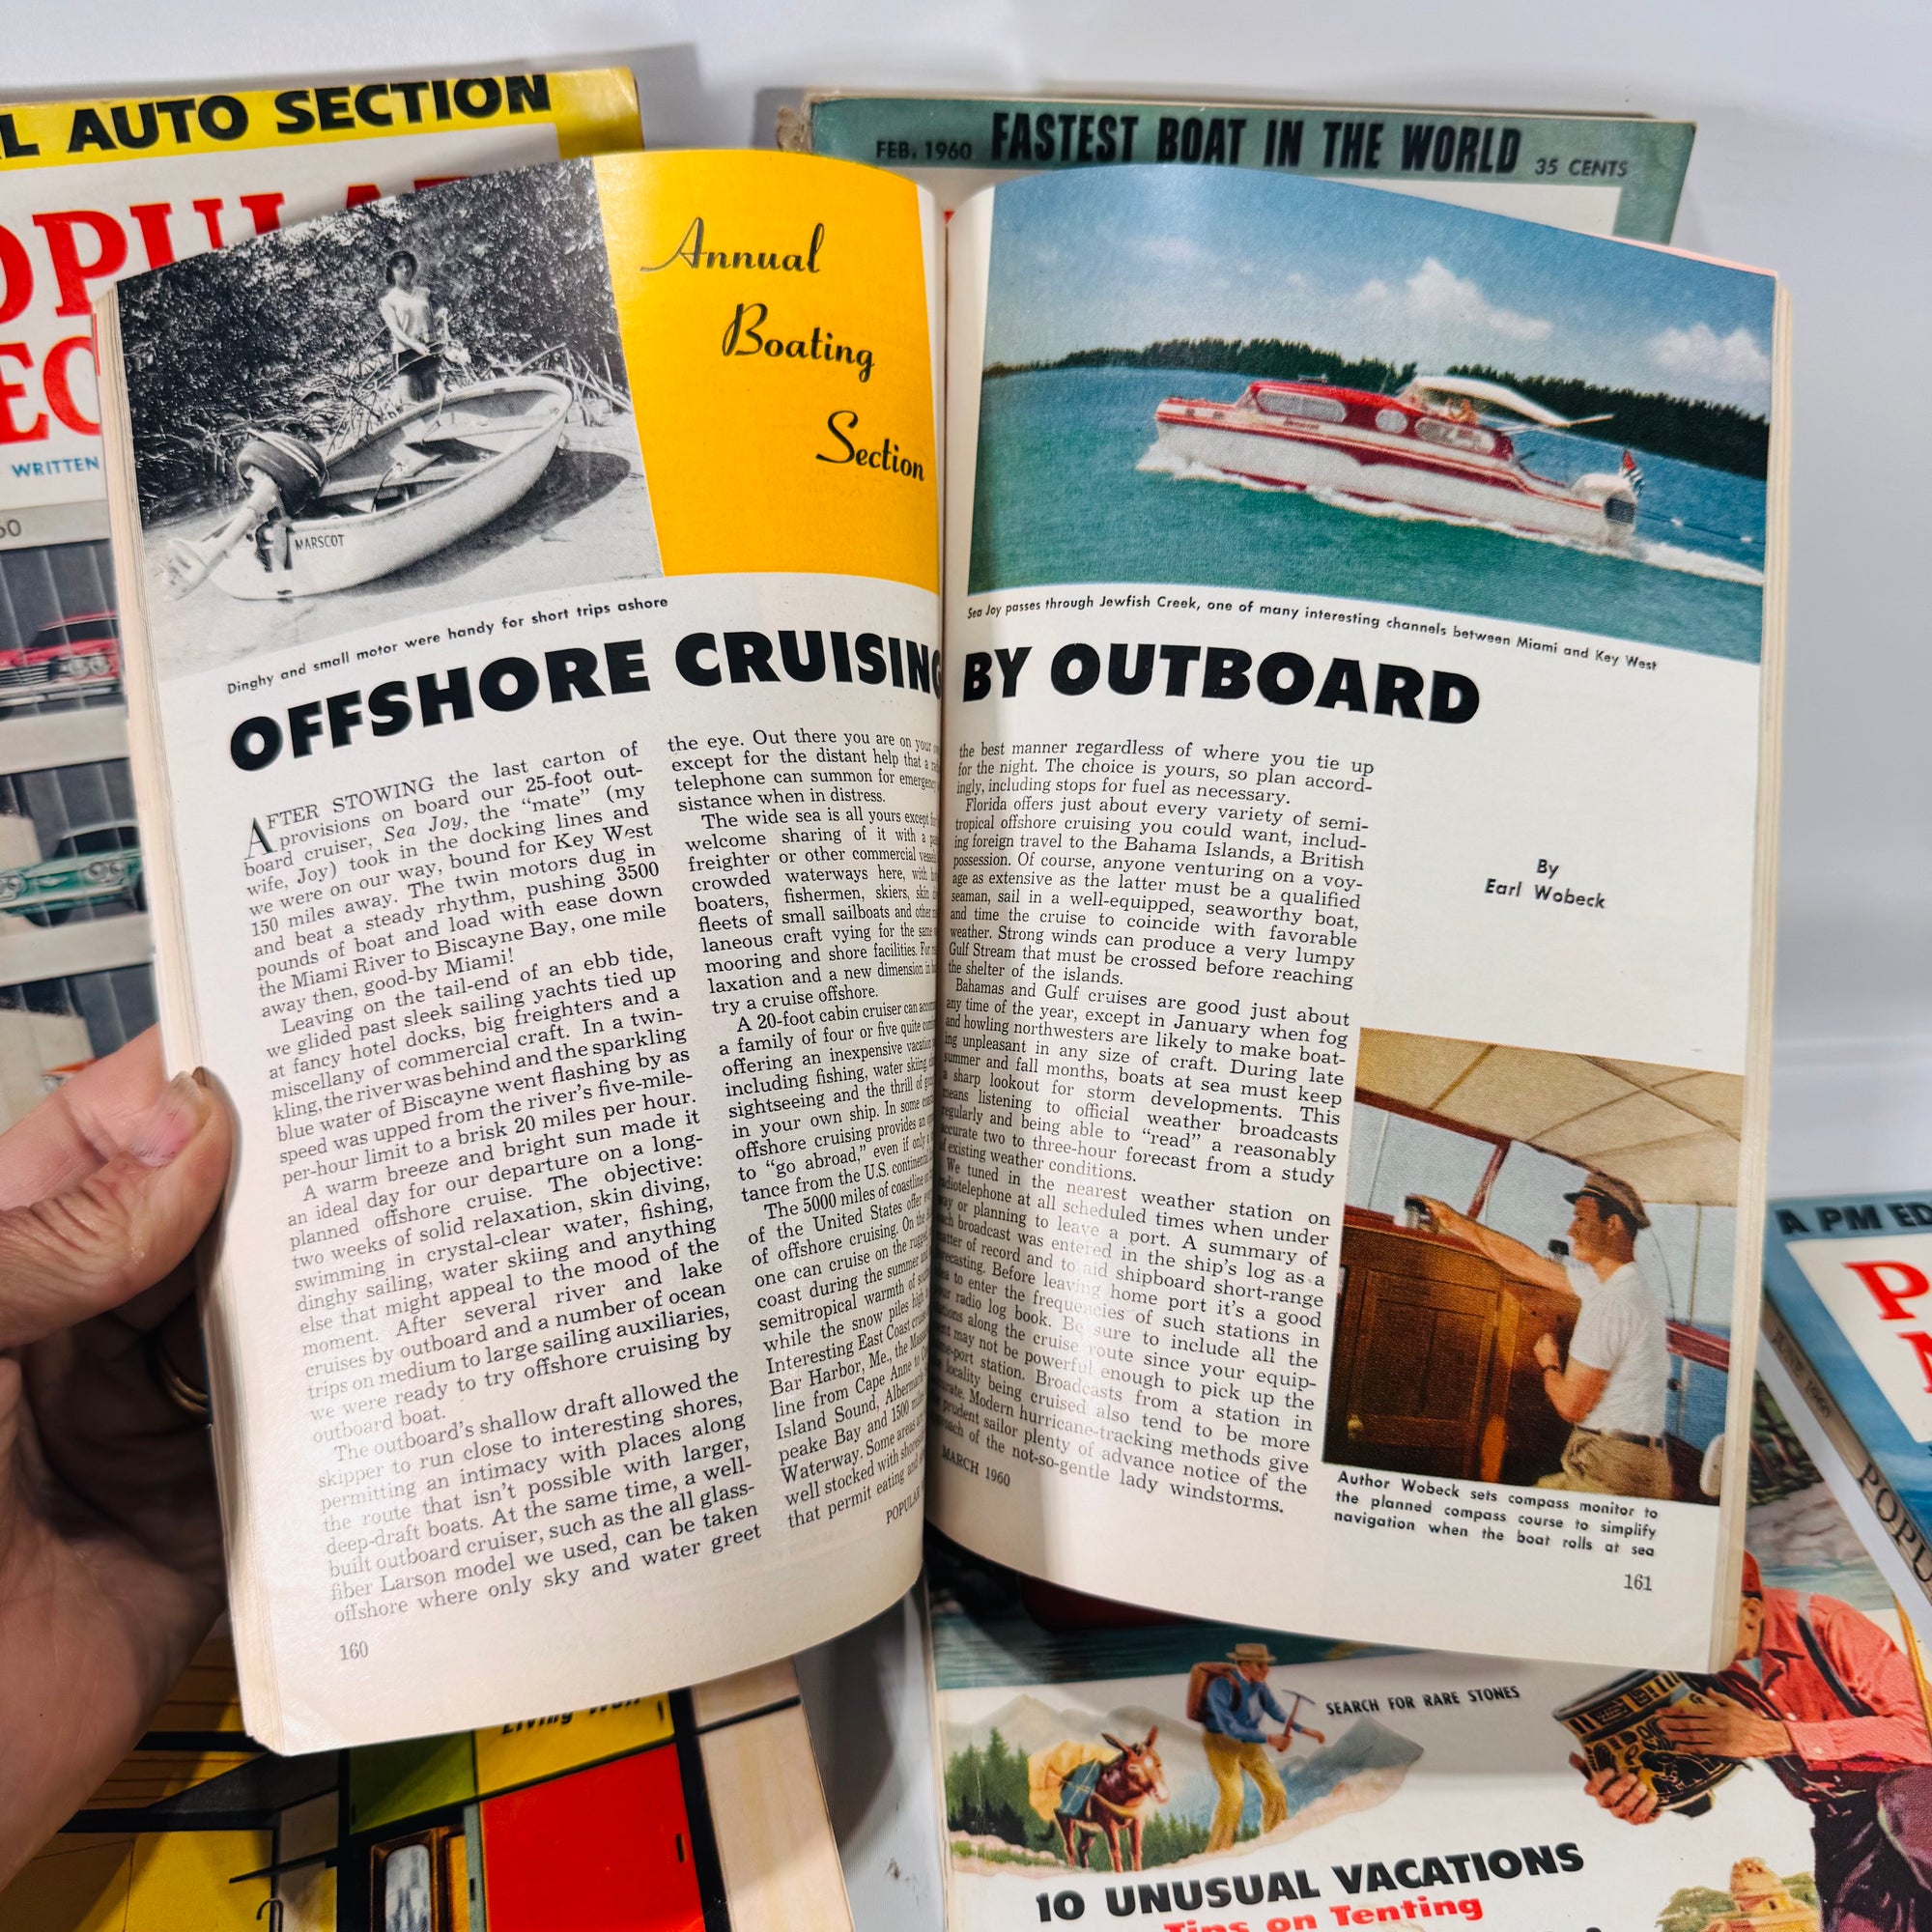 L AUTO SECTION
WRITTEN
FEB. 1960 FASTEST BOAT IN THE WORLD 35 CENTS
Annual
Boating
Section
MARSCOT
Dinghy and small motor were handy for short trips ashore
OFFSHORE CRUISING
AFTER STOWING the last carton of
provisions on board our 25-foot out-
board cruiser, Sea Joy, the “mate” (my
wife, Joy) took in the docking lines and
we were on our way, bound for Key West
150 miles away. The twin motors dug in
and beat a steady rhythm, pushing 3500
pounds of boat and load with ease down
the Miami River to Biscayne Bay, one mile
away then, good-by Miami!
Leaving on the tail-end of an ebb tide,
we glided past sleek sailing yachts tied up
at fancy hotel docks, big freighters and a
miscellany of commercial craft. In a twin-
kling, the river was behind and the sparkling
blue water of Biscayne went flashing by as
speed was upped from the river's five-mile-
per-hour limit to a brisk 20 miles per hour.
A warm breeze and bright sun made it
an ideal day for our departure on a long-
planned offshore cruise. The objective:
two weeks of solid relaxation, skin diving,
swimming in crystal-clear water, fishing,
dinghy sailing, water skiing and anything
else that might appeal to the mood of the
moment. After several river and lake
cruises by outboard and a number of ocean
trips on medium to large sailing auxiliaries,
we were ready to try offshore cruising by
outboard boat.
The outboard's shallow draft allowed the
skipper to run close to interesting shores,
permitting an intimacy with places along
the route that isn't possible with larger,
deep-draft boats. At the same time, a well-
built outboard cruiser, such as the all glass-
fiber Larson model we used, can be taken
offshore where only sky and water greet
the eye. Out there you are on your
except for the distant help that a
telephone can summon for
sistance when in distress.
The wide sea is all yours except
welcome sharing of it with a
freighter or other commercial
crowded waterways here, with
boaters, fishermen, skiers, skin
fleets of small sailboats and other
laneous craft vying for the same
mooring and shore facilities. For
laxation and a new dimension in
try a cruise offshore.
A 20-foot cabin cruiser can
a family of four or five quite
offering an inexpensive vacation
including fishing, water skiing,
sightseeing and the thrill of
in your own ship. In some
offshore cruising provides an
to “go abroad,” even if only a
tance from the U.S.
The 5000 miles of coastline
of the United States offer
of offshore cruising. On the
one can cruise on the
coast during the summer
semitropical warmth of
while the snow piles high
Interesting East Coast
Bar Harbor, Me., the
line from Cape Anne to
Island Sound,
peake Bay and 1500
Waterway. Some areas
well stocked with
that permit eating and
POPULAR
160
Sea Joy passes through Jewfish Creek, one of many interesting channels between Miami and Key West
BY OUTBOARD
By
Earl Wobeck
the best manner regardless of where you tie up
for the night. The choice is yours, so plan accord-
ingly, including stops for fuel as necessary.
Florida offers just about every variety of semi-
tropical offshore cruising you could want, includ-
ing foreign travel to the Bahama Islands, a British
possession. Of course, anyone venturing on a voy-
age as extensive as the latter must be a qualified
seaman, sail in a well-equipped, seaworthy boat,
and time the cruise to coincide with favorable
weather. Strong winds can produce a very lumpy
Gulf Stream that must be crossed before reaching
the shelter of the islands.
Bahamas and Gulf cruises are good just about
any time of the year, except in January when fog
and howling northwesters are likely to make boat-
ing unpleasant in any size of craft. During late
summer and fall months, boats at sea must keep
a sharp lookout for storm developments. This
means listening to official weather broadcasts
regularly and being able to “read” a reasonably
accurate two to three-hour forecast from a study
of existing weather conditions.
We tuned in the nearest weather station on
radiotelephone at all scheduled times when under
way or planning to leave a port. A summary of
each broadcast was entered in the ship's log as a
matter of record and to aid shipboard short-range
forecasting. Before leaving home port it's a good
idea to enter the frequencies of such stations in
your radio log book. Be sure to include all the
stations along the cruise route since your equip-
ment may not be powerful enough to pick up the
home-port station. Broadcasts from a station in
locality being cruised also tend to be more
Modern hurricane-tracking methods give
prudent sailor plenty of advance notice of the
of the not-so-gentle lady windstorms.
MARCH 1960
Author Wobeck sets compass monitor to
the planned compass course to simplify
navigation when the boat rolls at sea
161
A PM
JUNE 1960
SEARCH FOR RARE STONES
10 UNUSUAL VACATIONS
Tips on Tenting